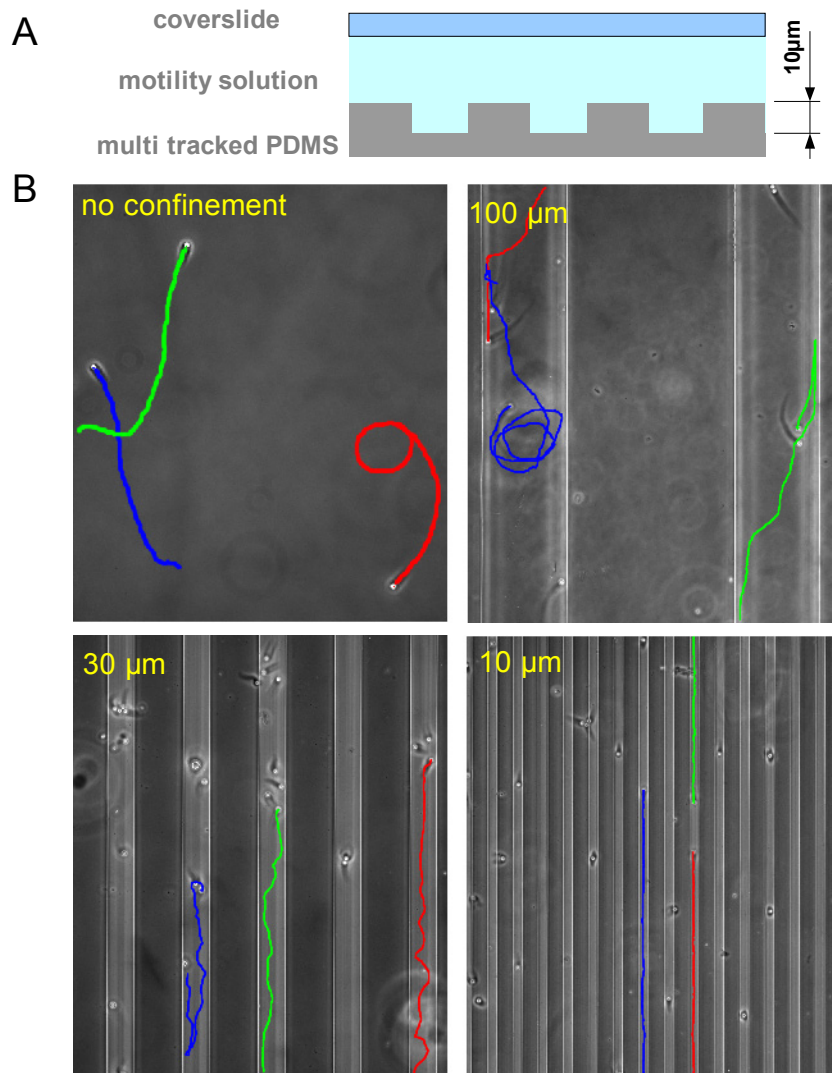 A
coverslide
motility solution
multi tracked PDMS
10µm
B
no confinement
100 µm
30 µm
10 µm